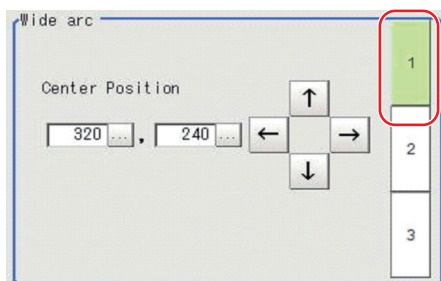 Wide arc
1
Center Position
↑
320 ... , 240 ... ← →
2
↓
3